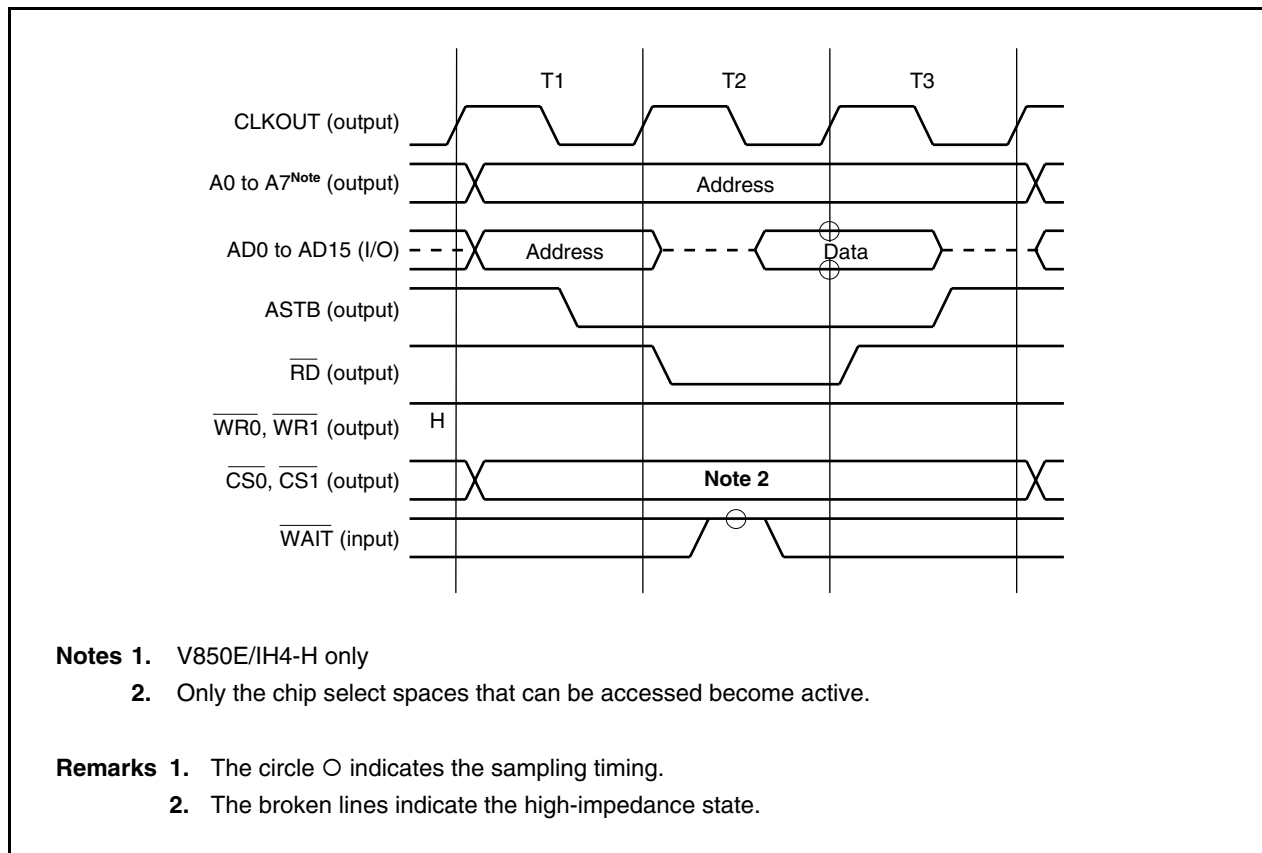 T1 T2 T3
CLKOUT (output)
A0 to A7Note (output) Address
AD0 to AD15 (I/O) Address Data
ASTB (output)
RD (output)
WR0, WR1 (output) H
CS0, CS1 (output) Note 2
WAIT (input)
Notes 1. V850E/IH4-H only
2. Only the chip select spaces that can be accessed become active.
Remarks 1. The circle O indicates the sampling timing.
2. The broken lines indicate the high-impedance state.